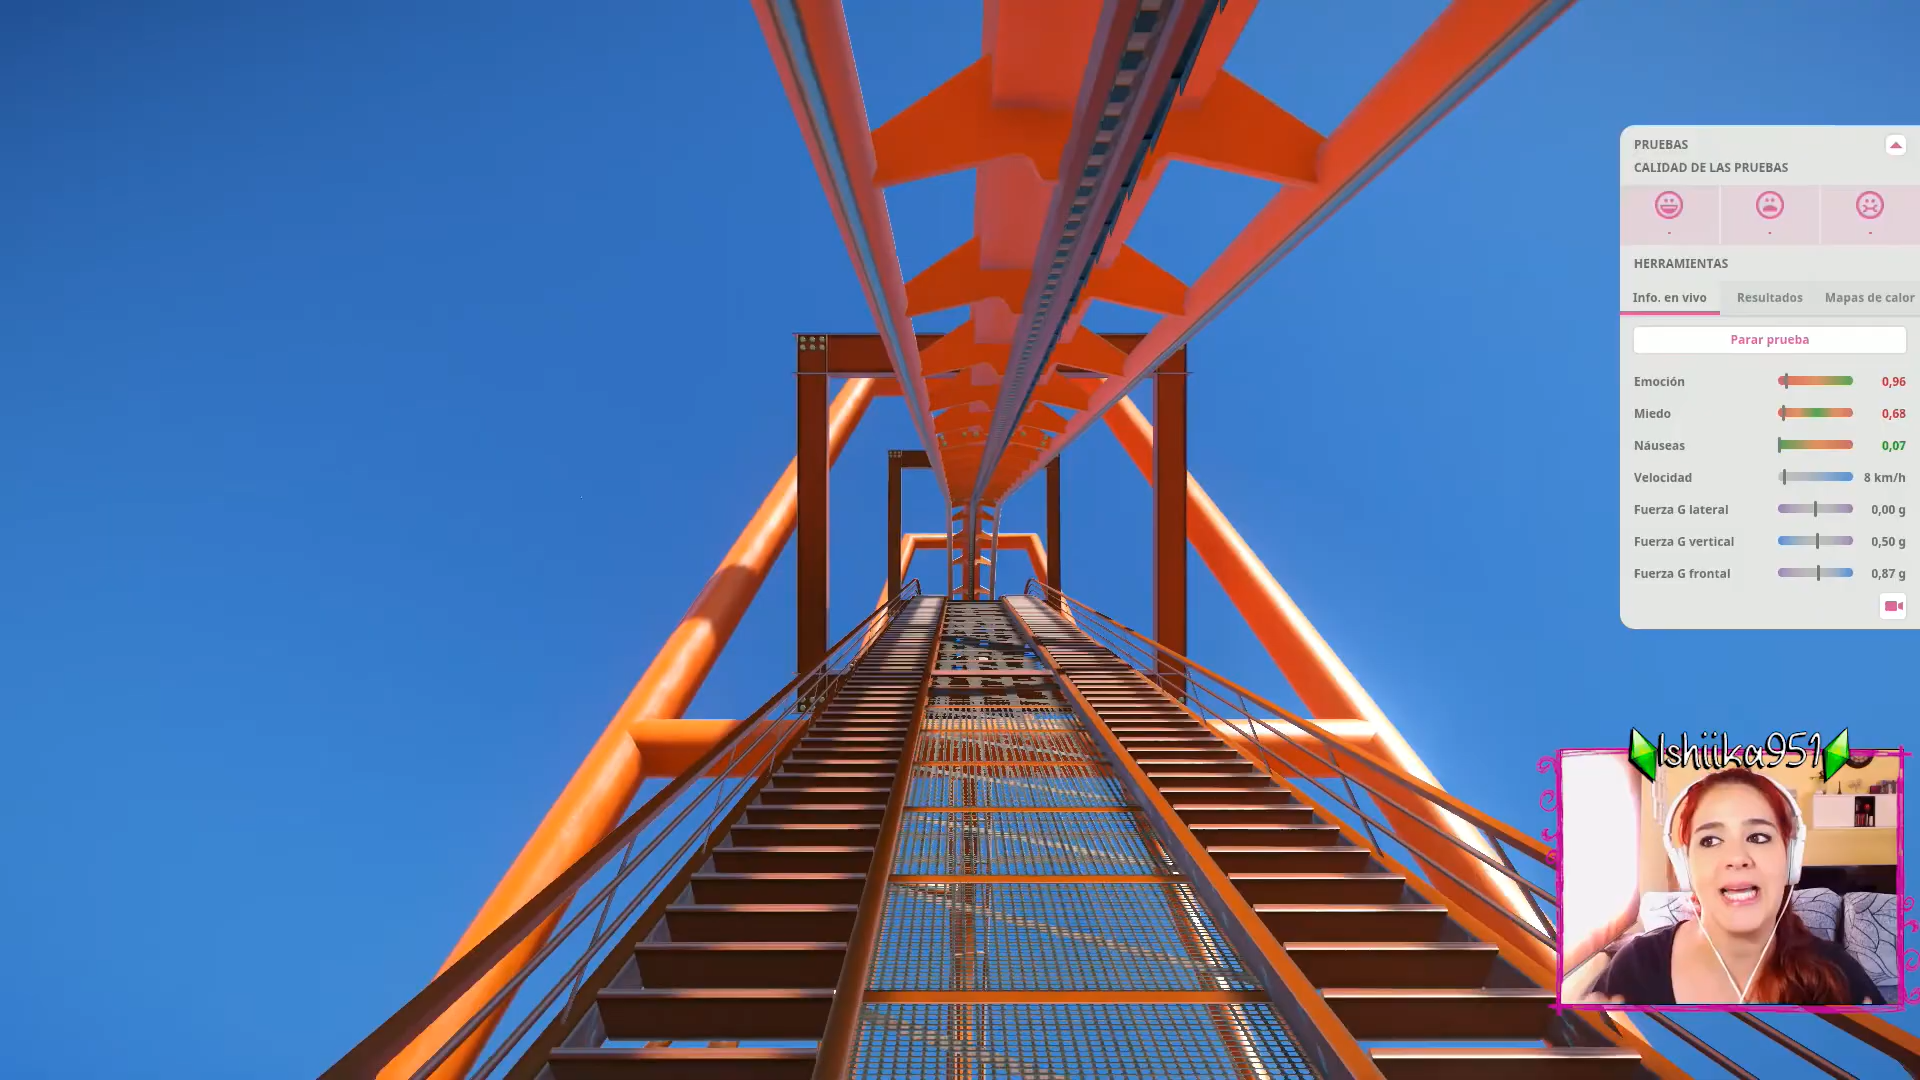 PRUEBAS
CALIDAD DE LAS PRUEBAS
- - -
HERRAMIENTAS
Info. en vivo Resultados Mapas de calor
Parar prueba
Emoción 0,96
Miedo 0,68
Náuseas 0,07
Velocidad 8 km/h
Fuerza G lateral 0,00 g
Fuerza G vertical 0,50 g
Fuerza G frontal 0,87 g
Ishiika951